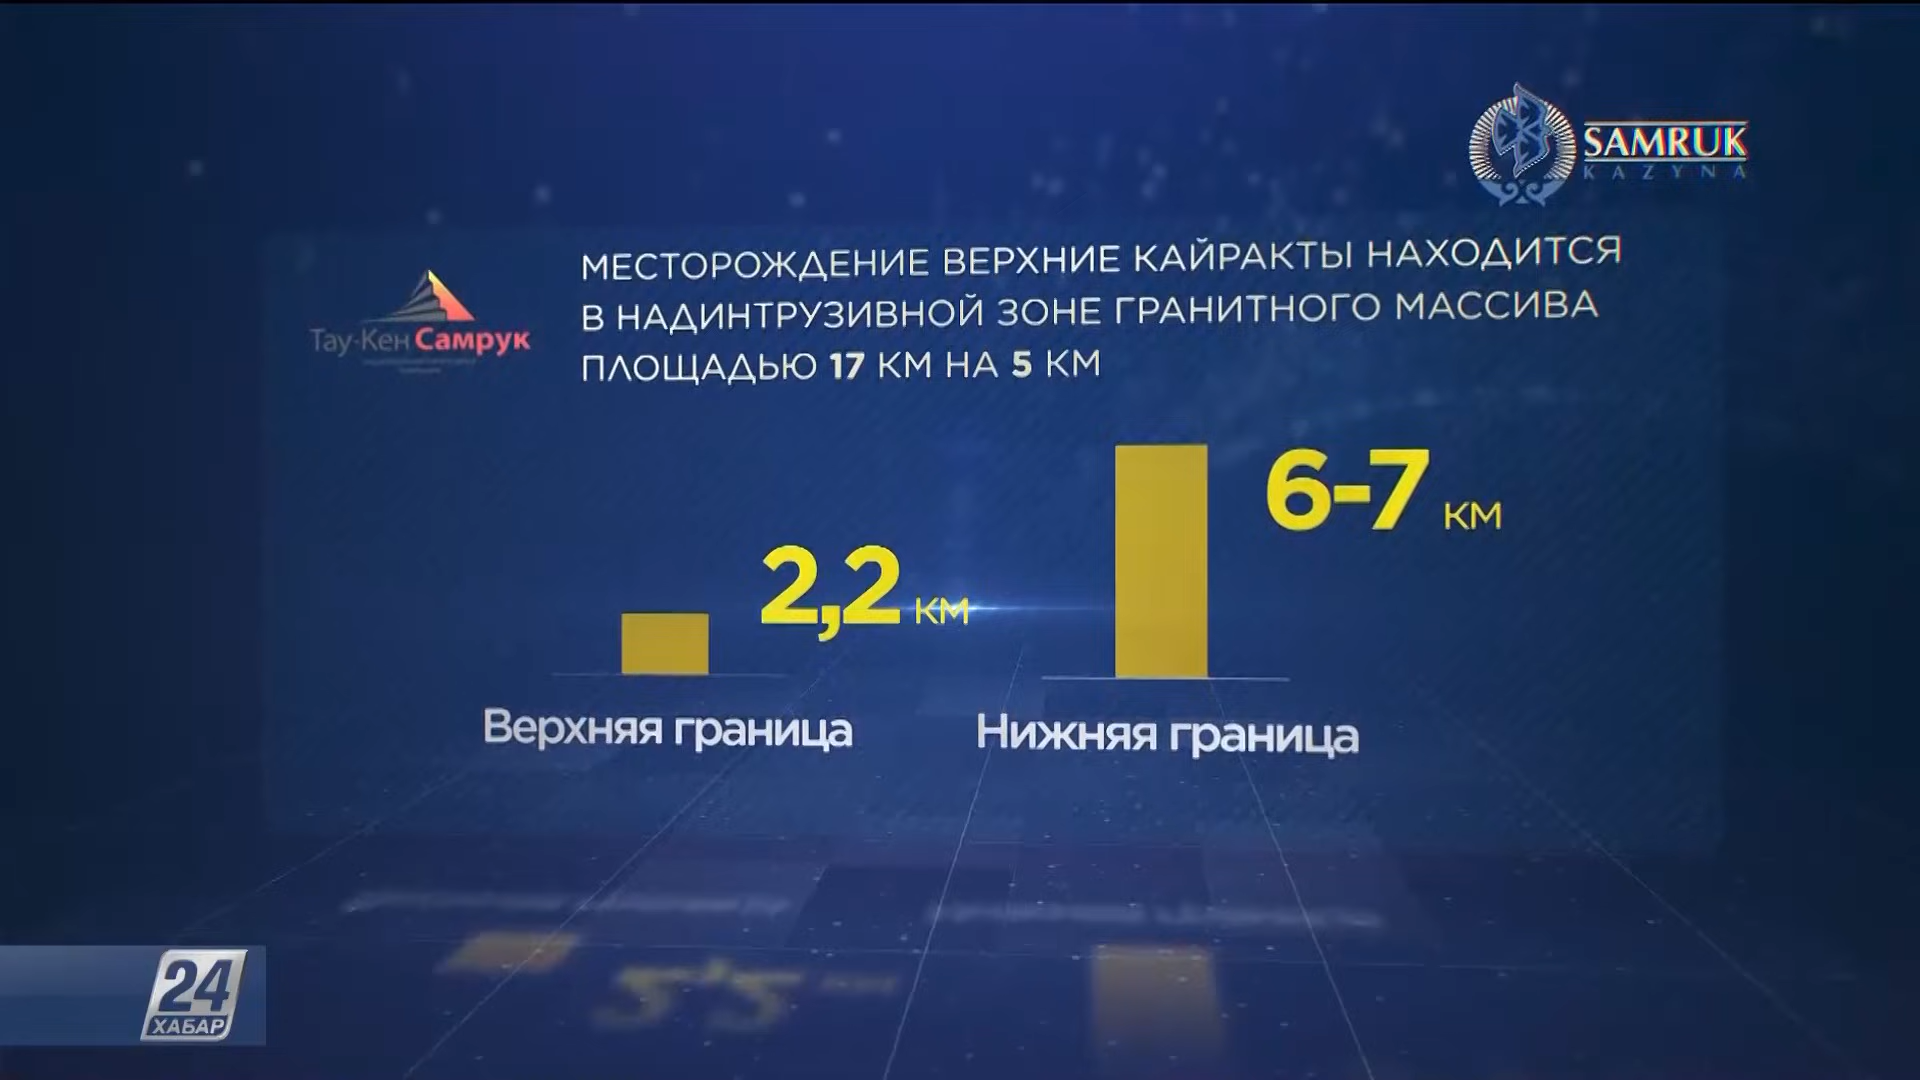 SAMRUK
KAZYNA
МЕСТОРОЖДЕНИЕ ВЕРХНИЕ КАЙРАКТЫ НАХОДИТСЯ
В НАДИНТРУЗИВНОЙ ЗОНЕ ГРАНИТНОГО МАССИВА
ПЛОЩАДЬЮ 17 КМ НА 5 КМ
Тау-Кен Самрук
2,2 КМ
6-7 КМ
Верхняя граница
Нижняя граница
24
ХАБАР